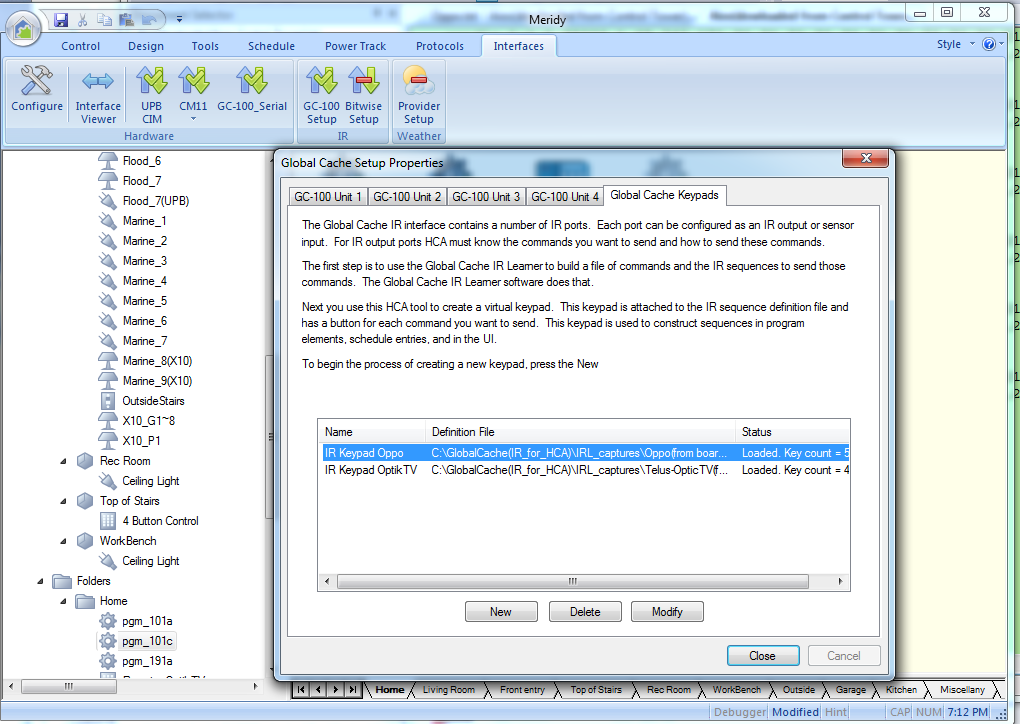 Meridy
Control Design Tools Schedule Power Track Protocols Interfaces Style
Configure Interface Viewer UPB CIM CM11 GC-100_Serial GC-100 Setup Bitwise Setup Provider Setup
Hardware IR Weather
Flood_6
Flood_7
Flood_7(UPB)
Marine_1
Marine_2
Marine_3
Marine_4
Marine_5
Marine_6
Marine_7
Marine_8(X10)
Marine_9(X10)
OutsideStairs
X10_G1~8
X10_P1
Rec Room
Ceiling Light
Top of Stairs
4 Button Control
WorkBench
Ceiling Light
Folders
Home
pgm_101a
pgm_101c
pgm_191a
Global Cache Setup Properties
GC-100 Unit 1 GC-100 Unit 2 GC-100 Unit 3 GC-100 Unit 4 Global Cache Keypads
The Global Cache IR interface contains a number of IR ports. Each port can be configured as an IR output or sensor
input. For IR output ports HCA must know the commands you want to send and how to send these commands.
The first step is to use the Global Cache IR Learner to build a file of commands and the IR sequences to send those
commands. The Global Cache IR Learner software does that.
Next you use this HCA tool to create a virtual keypad. This keypad is attached to the IR sequence definition file and
has a button for each command you want to send. This keypad is used to construct sequences in program
elements, schedule entries, and in the UI.
To begin the process of creating a new keypad, press the New
Name Definition File Status
IR Keypad Oppo C:\GlobalCache(IR_for_HCA)\IRL_captures\Oppo(from boar... Loaded. Key count = 5
IR Keypad OptikTV C:\GlobalCache(IR_for_HCA)\IRL_captures\Telus-OpticTV(f... Loaded. Key count = 4
New Delete Modify
Close Cancel
Home Living Room Front entry Top of Stairs Rec Room WorkBench Outside Garage Kitchen Miscellany
Debugger Modified Hint CAP NUM 7:12 PM